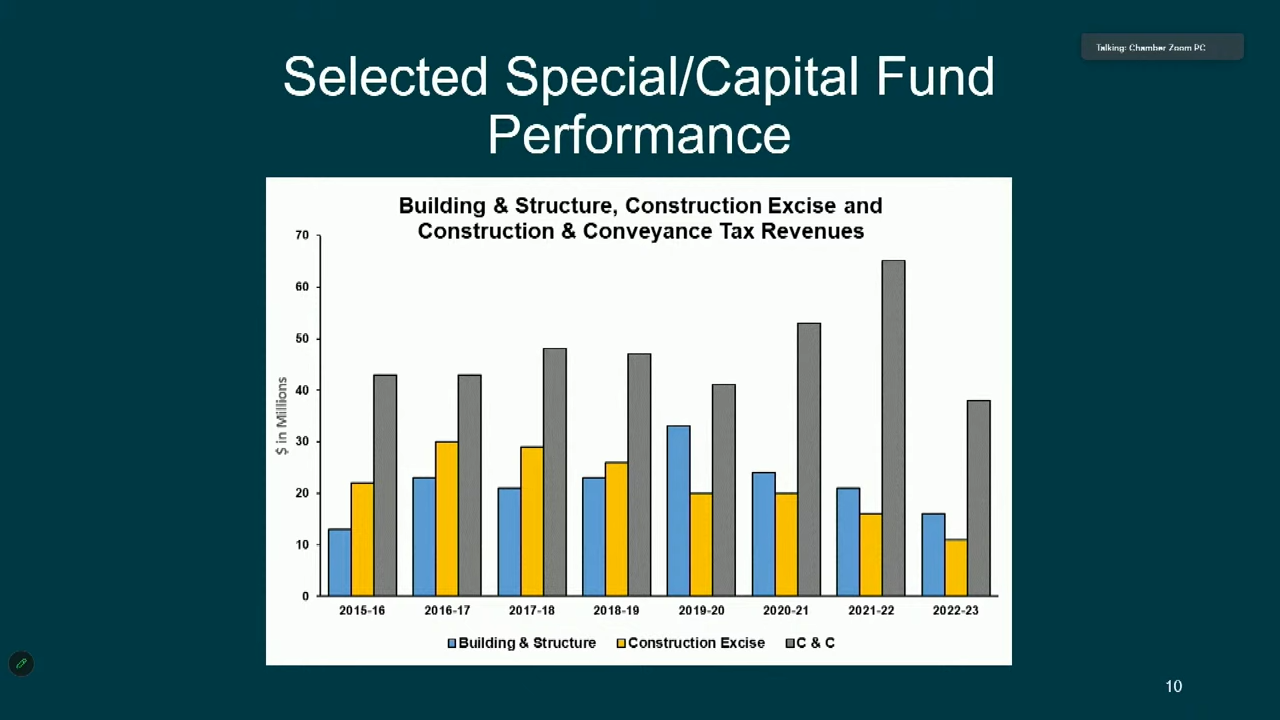 Talking: Chamber Zoom PC
Selected Special/Capital Fund
Performance
Building & Structure, Construction Excise and
Construction & Conveyance Tax Revenues
$ in Millions
70
60
50
40
30
20
10
0
2015-16 2016-17 2017-18 2018-19 2019-20 2020-21 2021-22 2022-23
Building & Structure Construction Excise C & C
10